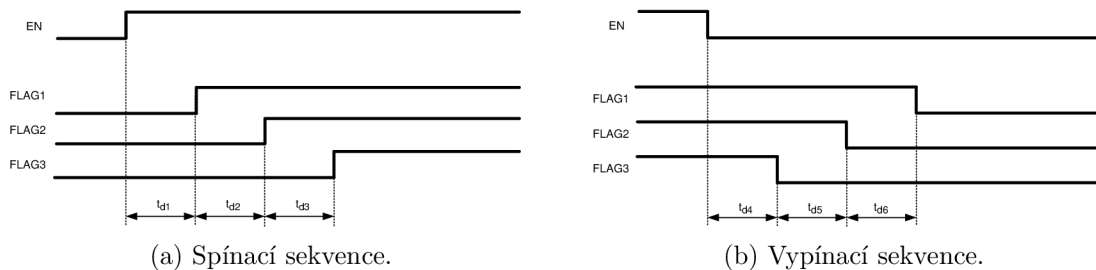 EN
FLAG1
FLAG2
FLAG3
td1 td2 td3
(a) Spínací sekvence.
EN
FLAG1
FLAG2
FLAG3
td4 td5 td6
(b) Vypínací sekvence.